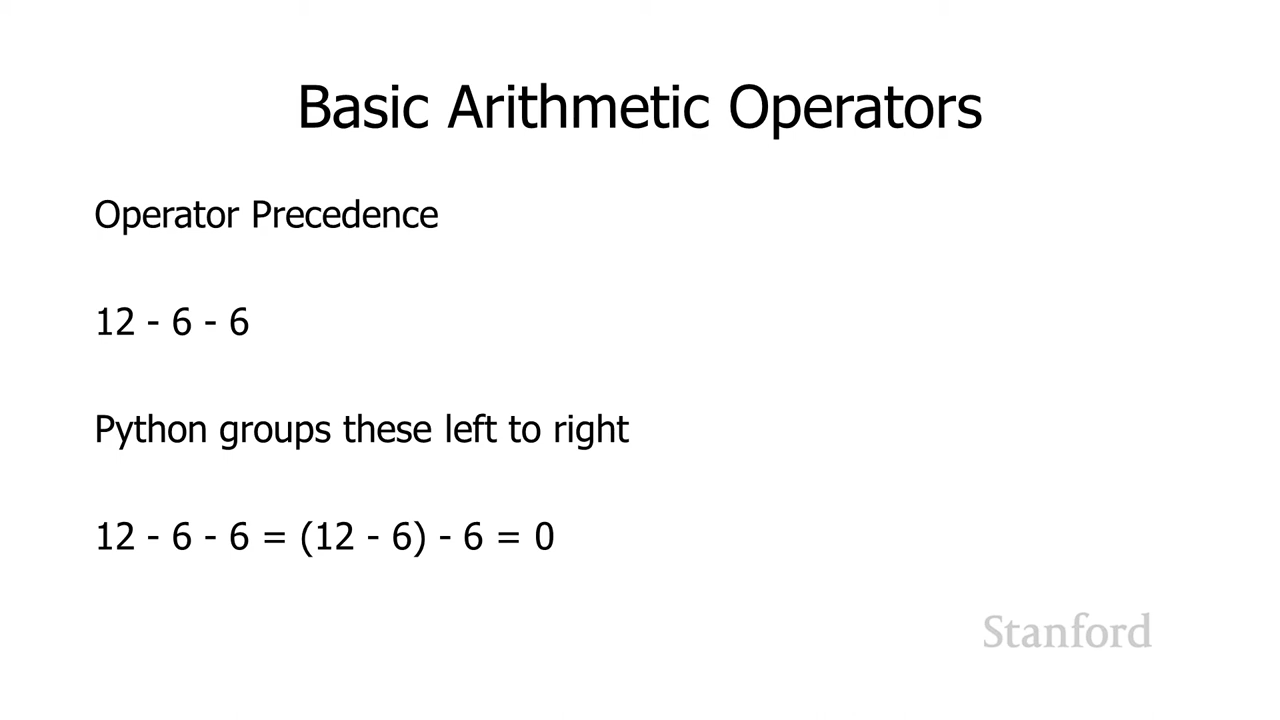 Basic Arithmetic Operators
Operator Precedence
12 - 6 - 6
Python groups these left to right
12 - 6 - 6 = (12 - 6) - 6 = 0
Stanford